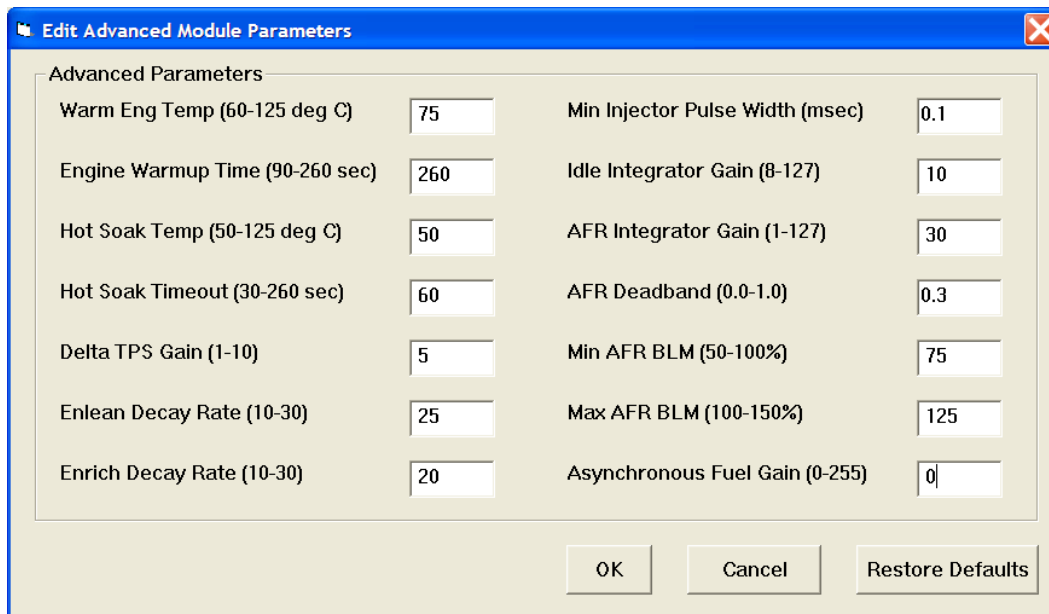 Edit Advanced Module Parameters
Advanced Parameters
Warm Eng Temp (60-125 deg C) 75
Engine Warmup Time (90-260 sec) 260
Hot Soak Temp (50-125 deg C) 50
Hot Soak Timeout (30-260 sec) 60
Delta TPS Gain (1-10) 5
Enlean Decay Rate (10-30) 25
Enrich Decay Rate (10-30) 20
Min Injector Pulse Width (msec) 0.1
Idle Integrator Gain (8-127) 10
AFR Integrator Gain (1-127) 30
AFR Deadband (0.0-1.0) 0.3
Min AFR BLM (50-100%) 75
Max AFR BLM (100-150%) 125
Asynchronous Fuel Gain (0-255) 0
OK Cancel Restore Defaults